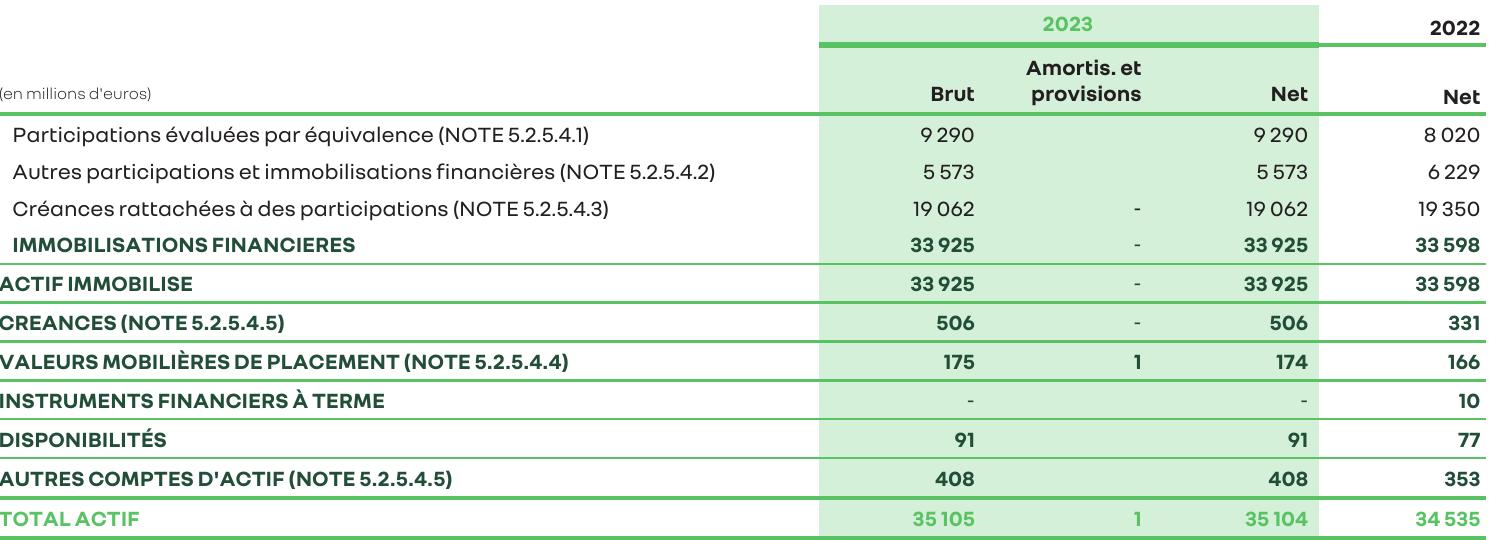 2023 2022
(en millions d'euros) Brut Amortis. et provisions Net Net
Participations évaluées par équivalence (NOTE 5.2.5.4.1) 9 290 9 290 8 020
Autres participations et immobilisations financières (NOTE 5.2.5.4.2) 5 573 5 573 6 229
Créances rattachées à des participations (NOTE 5.2.5.4.3) 19 062 - 19 062 19 350
IMMOBILISATIONS FINANCIERES 33 925 - 33 925 33 598
ACTIF IMMOBILISE 33 925 - 33 925 33 598
CREANCES (NOTE 5.2.5.4.5) 506 - 506 331
VALEURS MOBILIÈRES DE PLACEMENT (NOTE 5.2.5.4.4) 175 1 174 166
INSTRUMENTS FINANCIERS À TERME - - 10
DISPONIBILITÉS 91 91 77
AUTRES COMPTES D'ACTIF (NOTE 5.2.5.4.5) 408 408 353
TOTAL ACTIF 35 105 1 35 104 34 535